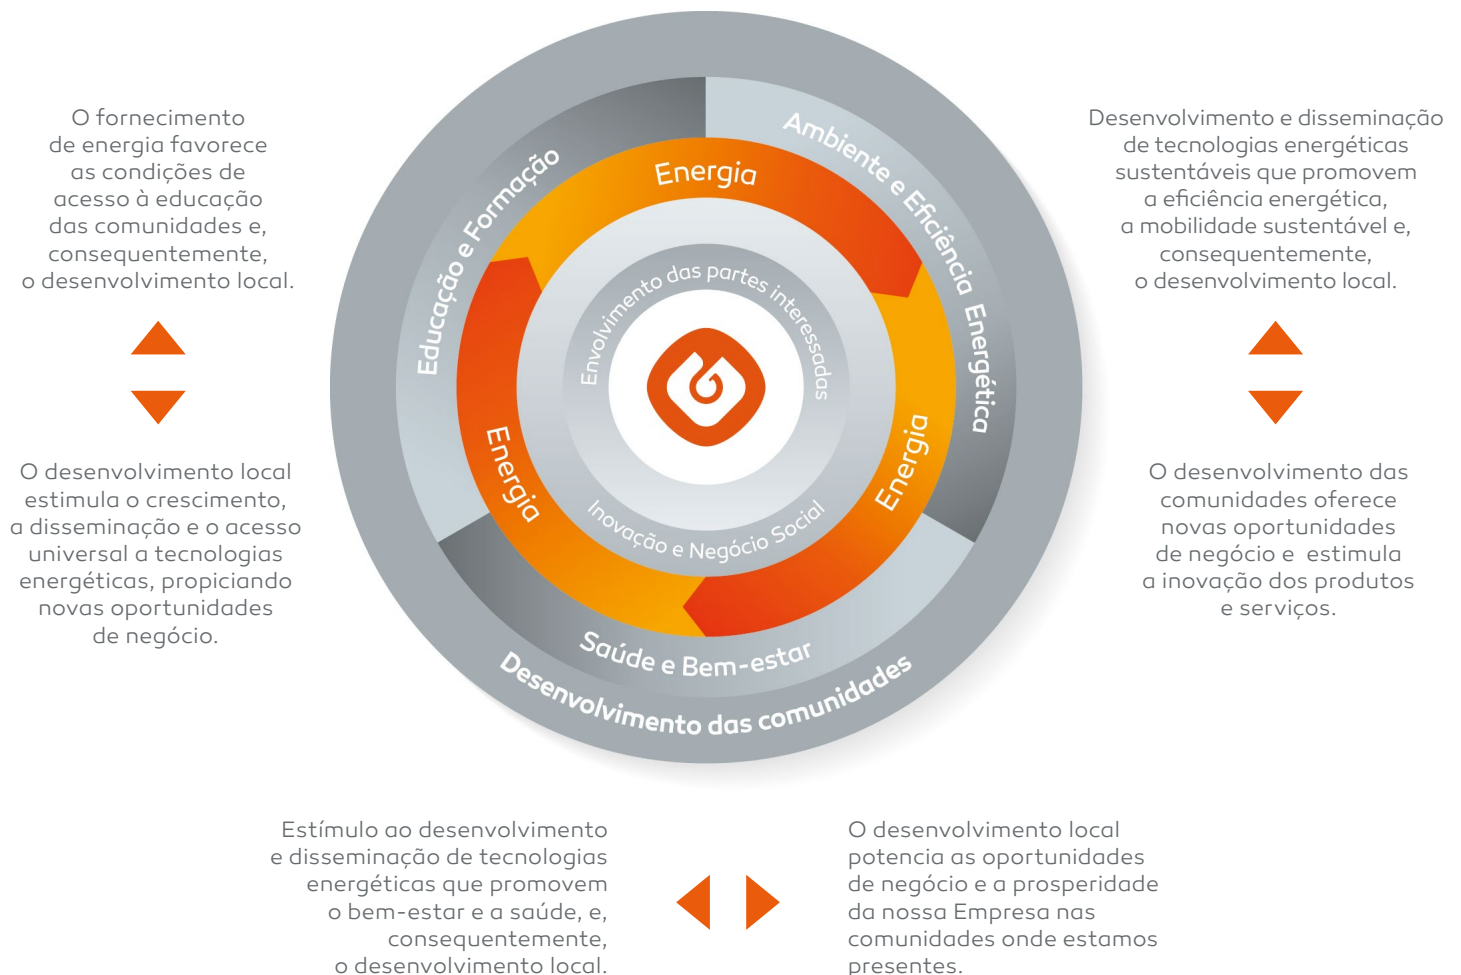 O fornecimento
de energia favorece
as condições de
acesso à educação
das comunidades e,
consequentemente,
o desenvolvimento local.
O desenvolvimento local
estimula o crescimento,
a disseminação e o acesso
universal a tecnologias
energéticas, propiciando
novas oportunidades
de negócio.
Educação e Formação
Ambiente e Eficiência Energética
Energia
Energia
Energia
Envolvimento das partes interessadas
Inovação e Negócio Social
Saúde e Bem-estar
Desenvolvimento das comunidades
Desenvolvimento e disseminação
de tecnologias energéticas
sustentáveis que promovem
a eficiência energética,
a mobilidade sustentável e,
consequentemente,
o desenvolvimento local.
O desenvolvimento das
comunidades oferece
novas oportunidades
de negócio e estimula
a inovação dos produtos
e serviços.
Estímulo ao desenvolvimento
e disseminação de tecnologias
energéticas que promovem
o bem-estar e a saúde, e,
consequentemente,
o desenvolvimento local.
O desenvolvimento local
potencia as oportunidades
de negócio e a prosperidade
da nossa Empresa nas
comunidades onde estamos
presentes.